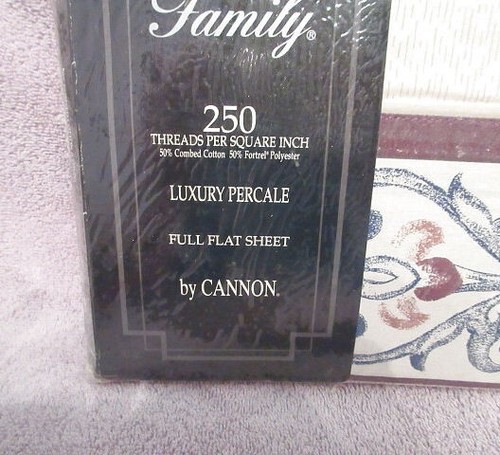 Family®
250
THREADS PER SQUARE INCH
50% Combed Cotton 50% Fortrel® Polyester
LUXURY PERCALE
FULL FLAT SHEET
by CANNON®